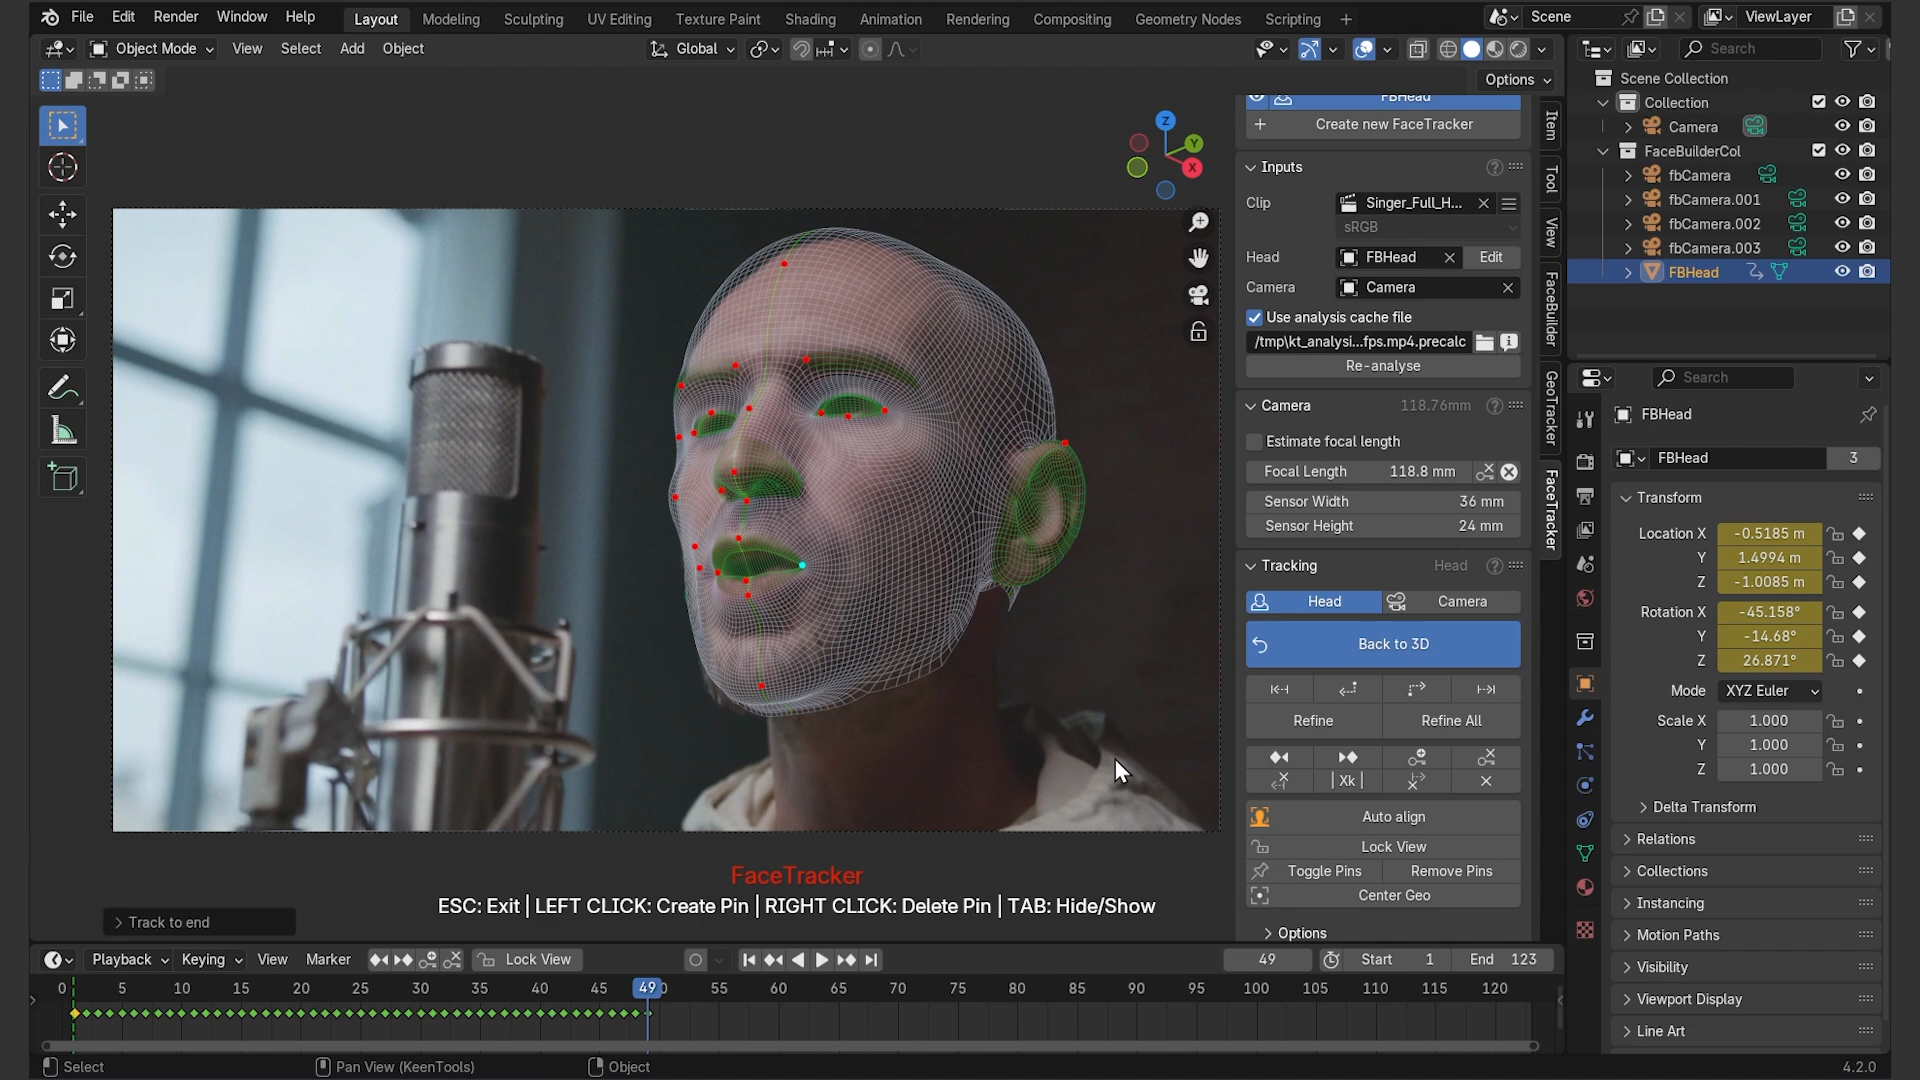 File Edit Render Window Help Layout Modeling Sculpting UV Editing Texture Paint Shading Animation Rendering Compositing Geometry Nodes Scripting + Scene ViewLayer
Object Mode View Select Add Object Global Search
Options
Scene Collection
Collection
Camera
FaceBuilderCol
fbCamera
fbCamera.001
fbCamera.002
fbCamera.003
FBHead
Z
Y
X
FBHead
Create new FaceTracker
Inputs
Clip Singer_Full_H...
sRGB
Head FBHead Edit
Camera Camera
Use analysis cache file
/tmp\kt_analysi...fps.mp4.precalc
Re-analyse
Camera 118.76mm
Estimate focal length
Focal Length 118.8 mm
Sensor Width 36 mm
Sensor Height 24 mm
Tracking Head
Head Camera
Back to 3D
Refine Refine All
Xk
Auto align
Lock View
Toggle Pins Remove Pins
Center Geo
Options
Item
Tool
View
FaceBuilder
GeoTracker
FaceTracker
Search
FBHead
FBHead 3
Transform
Location X -0.5185 m
Y 1.4994 m
Z -1.0085 m
Rotation X -45.158°
Y -14.68°
Z 26.871°
Mode XYZ Euler
Scale X 1.000
Y 1.000
Z 1.000
Delta Transform
Relations
Collections
Instancing
Motion Paths
Visibility
Viewport Display
Line Art
FaceTracker
ESC: Exit | LEFT CLICK: Create Pin | RIGHT CLICK: Delete Pin | TAB: Hide/Show
Track to end
Playback Keying View Marker Lock View 49 Start 1 End 123
0 5 10 15 20 25 30 35 40 45 49 55 60 65 70 75 80 85 90 95 100 105 110 115 120
Select Pan View (KeenTools) Object 4.2.0